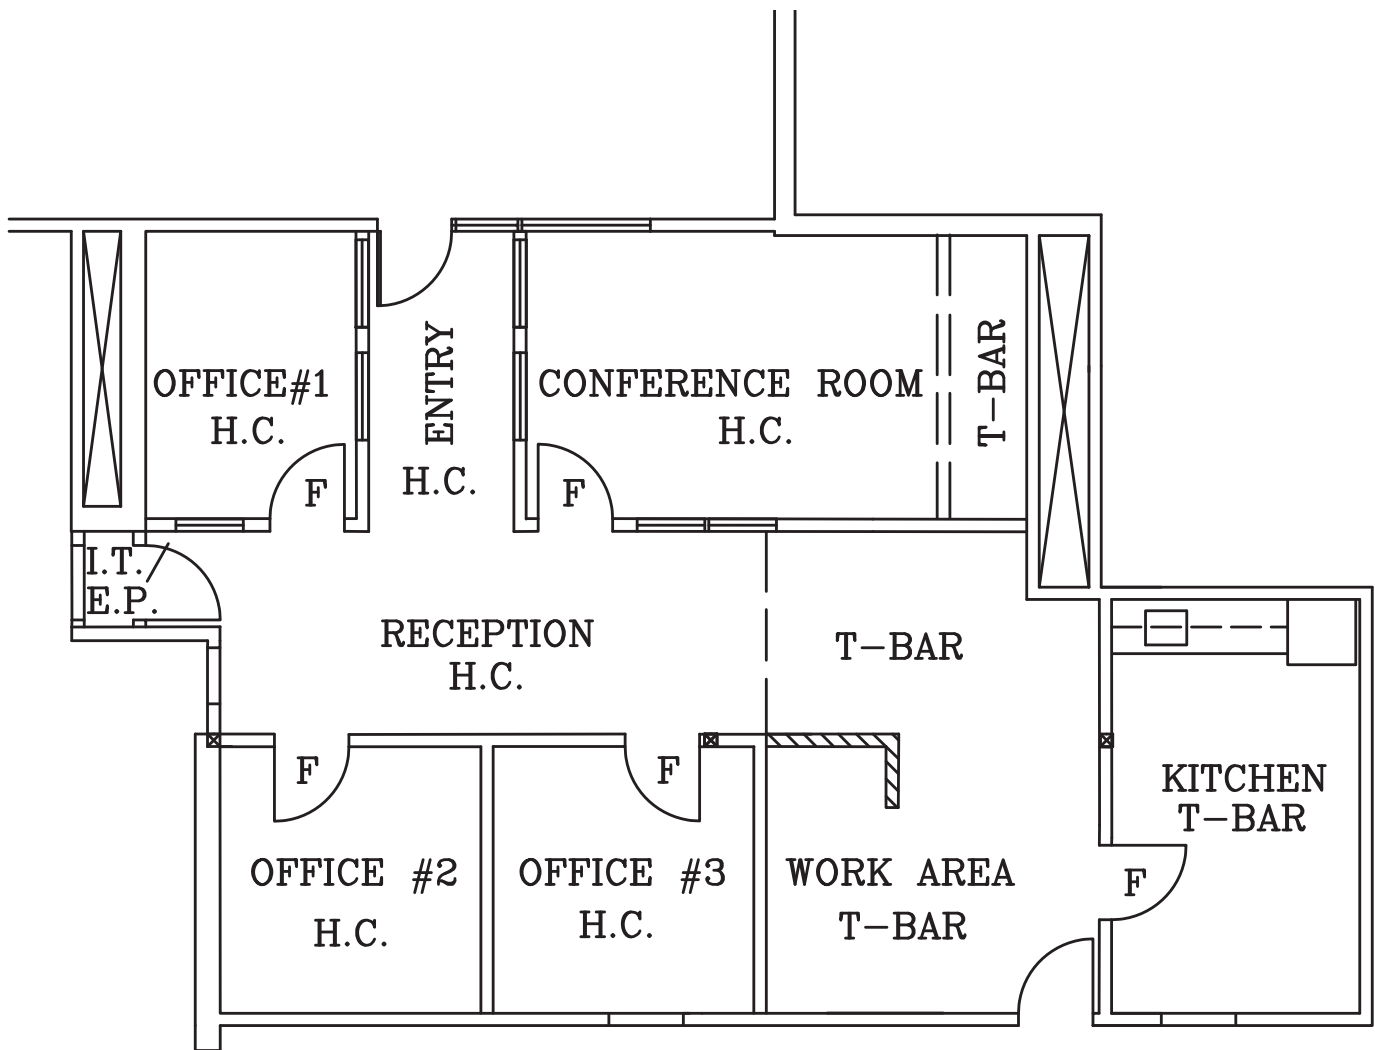 OFFICE#1
H.C.
F
ENTRY
H.C.
CONFERENCE ROOM
H.C.
F
T-BAR
I.T.
E.P.
RECEPTION
H.C.
T-BAR
F
OFFICE #2
H.C.
F
OFFICE #3
H.C.
WORK AREA
T-BAR
KITCHEN
T-BAR
F